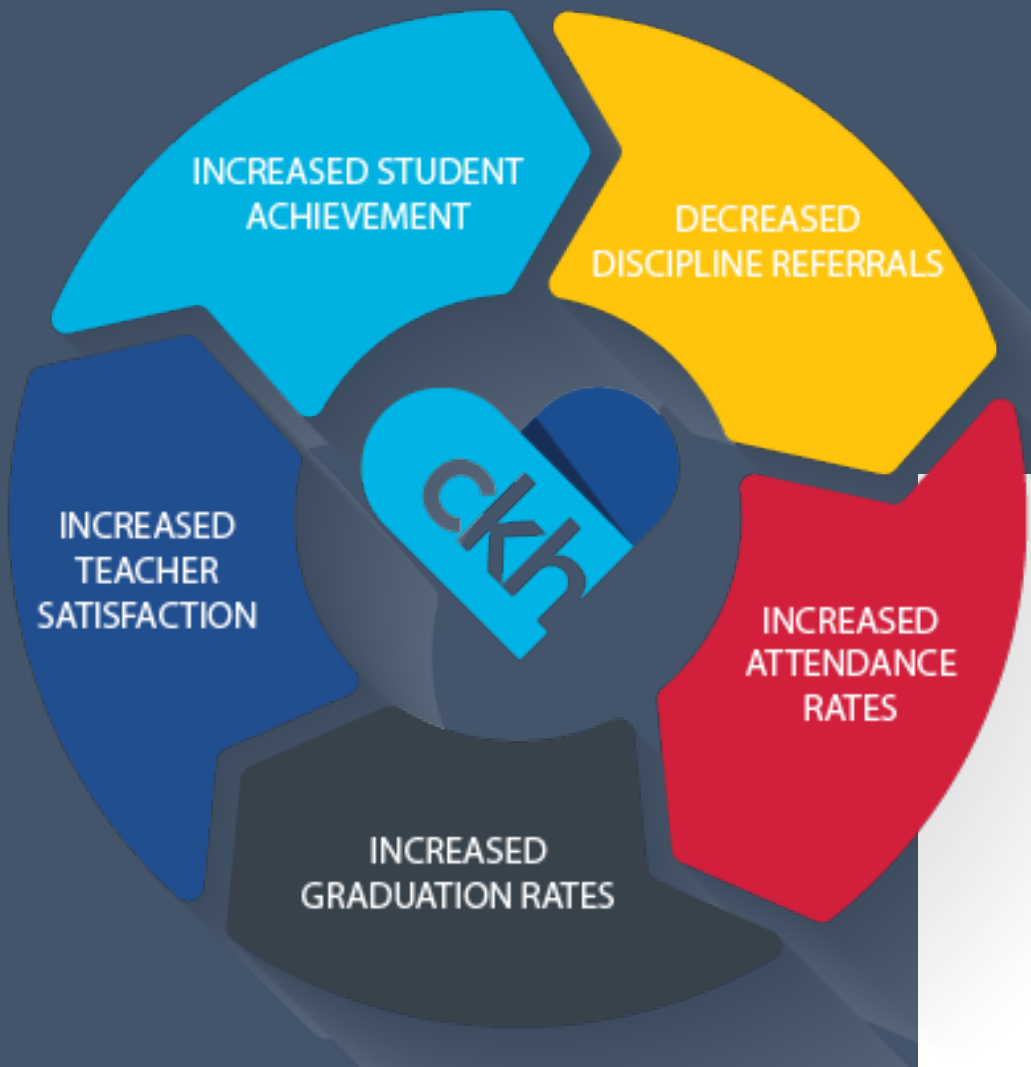 INCREASED STUDENT
ACHIEVEMENT
DECREASED
DISCIPLINE REFERRALS
INCREASED
ATTENDANCE
RATES
INCREASED
GRADUATION RATES
INCREASED
TEACHER
SATISFACTION
ckh